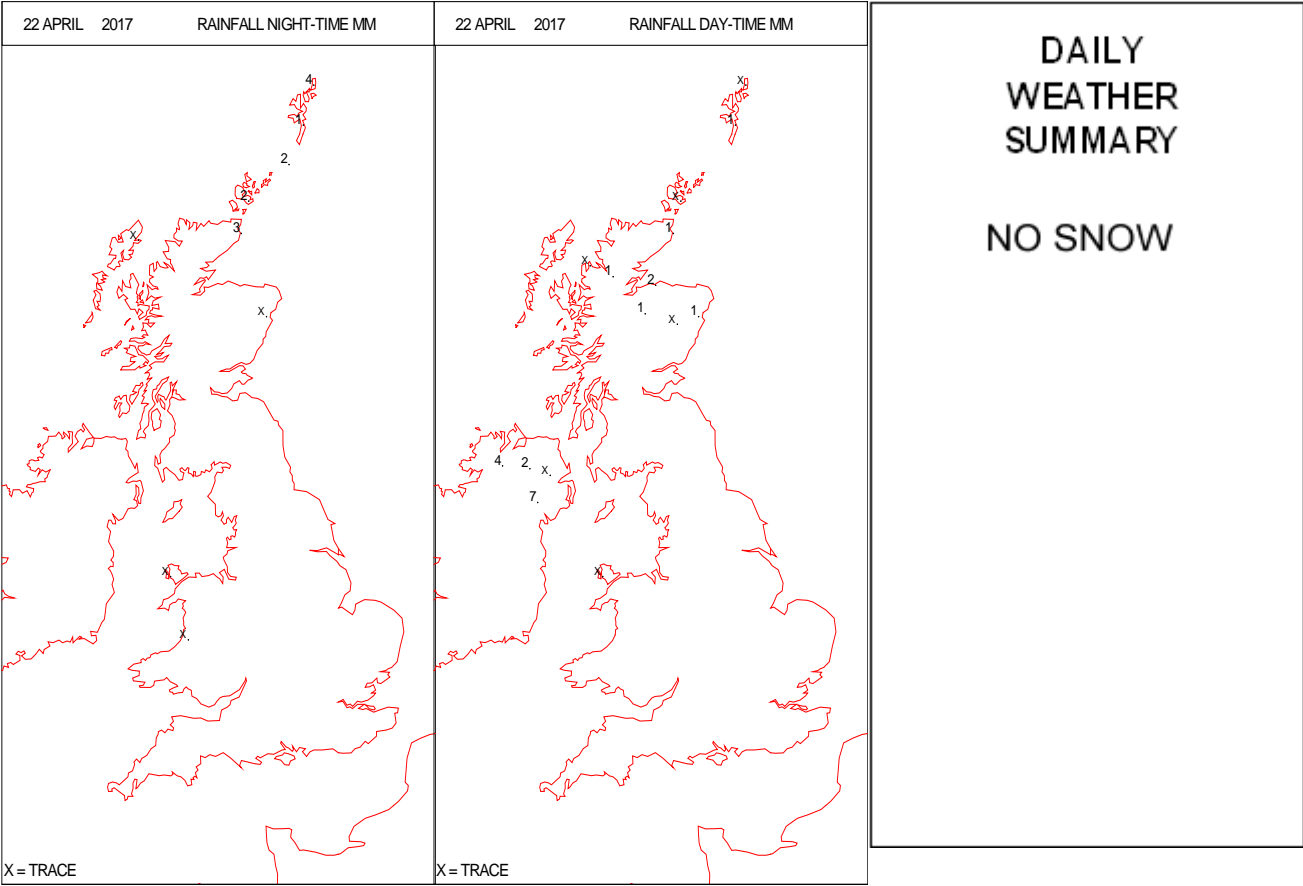 22 APRIL 2017 RAINFALL NIGHT-TIME MM
4
1
2
2
3
X
X
X
X
X = TRACE
22 APRIL 2017 RAINFALL DAY-TIME MM
X
1
X
1
X
1
2
1
X
1
4
2
X
7
X
X = TRACE
DAILY
WEATHER
SUMMARY
NO SNOW